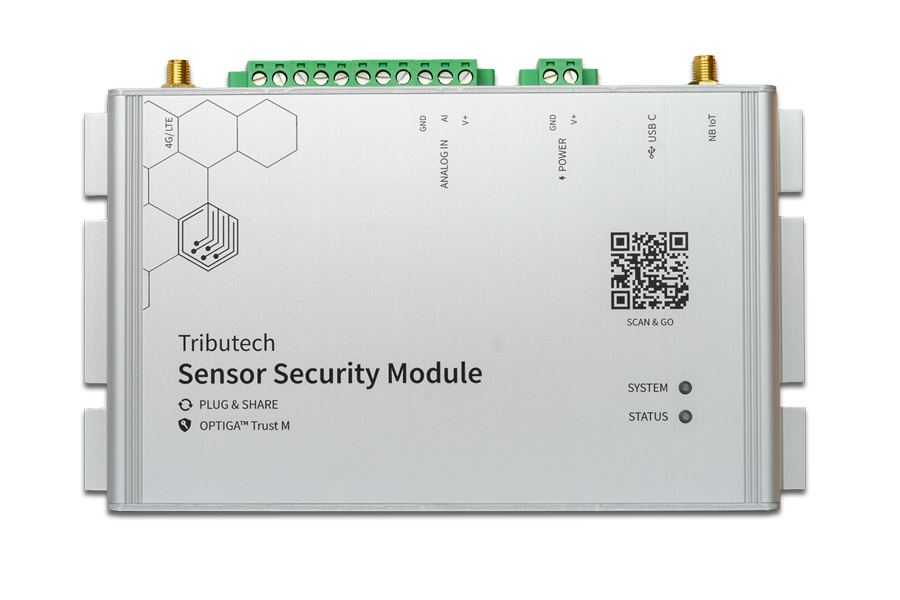 4G/LTE
GND
AI
V+
ANALOG IN
GND
V+
POWER
USB C
NB IoT
SCAN & GO
Tributech
Sensor Security Module
PLUG & SHARE
OPTIGA™ Trust M
SYSTEM
STATUS